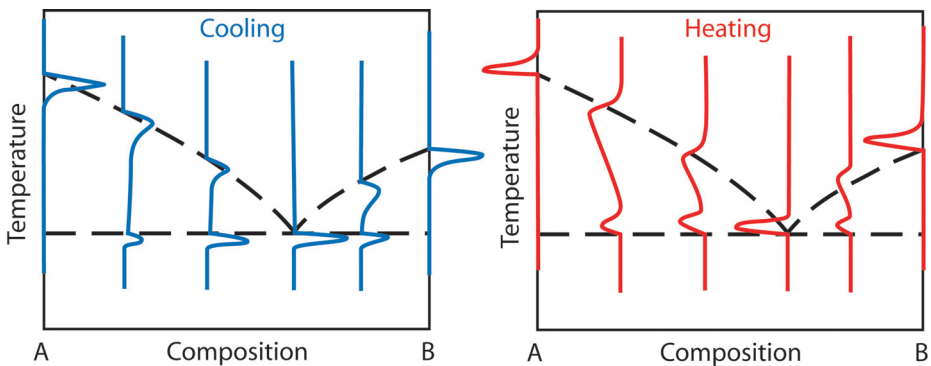 Cooling
Temperature
A
Composition
B
Heating
Temperature
A
Composition
B